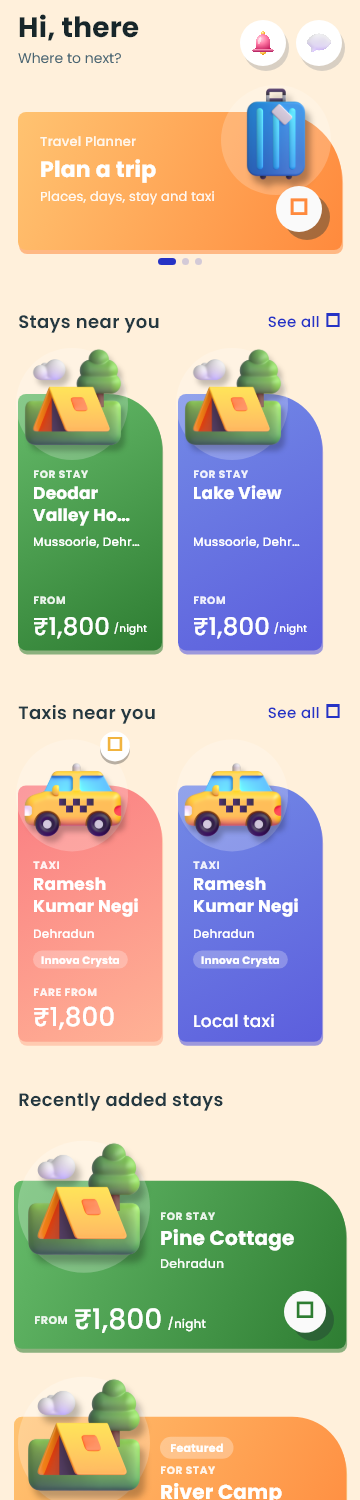 Hi, there
Where to next?
Travel Planner
Plan a trip
Places, days, stay and taxi
Stays near you
See all
FOR STAY
Deodar
Valley Ho...
Mussoorie, Dehr...
FROM
₹1,800 /night
FOR STAY
Lake View
Mussoorie, Dehr...
FROM
₹1,800 /night
Taxis near you
See all
TAXI
Ramesh
Kumar Negi
Dehradun
Innova Crysta
FARE FROM
₹1,800
TAXI
Ramesh
Kumar Negi
Dehradun
Innova Crysta
Local taxi
Recently added stays
FOR STAY
Pine Cottage
Dehradun
FROM ₹1,800 /night
Featured
FOR STAY
River Camp